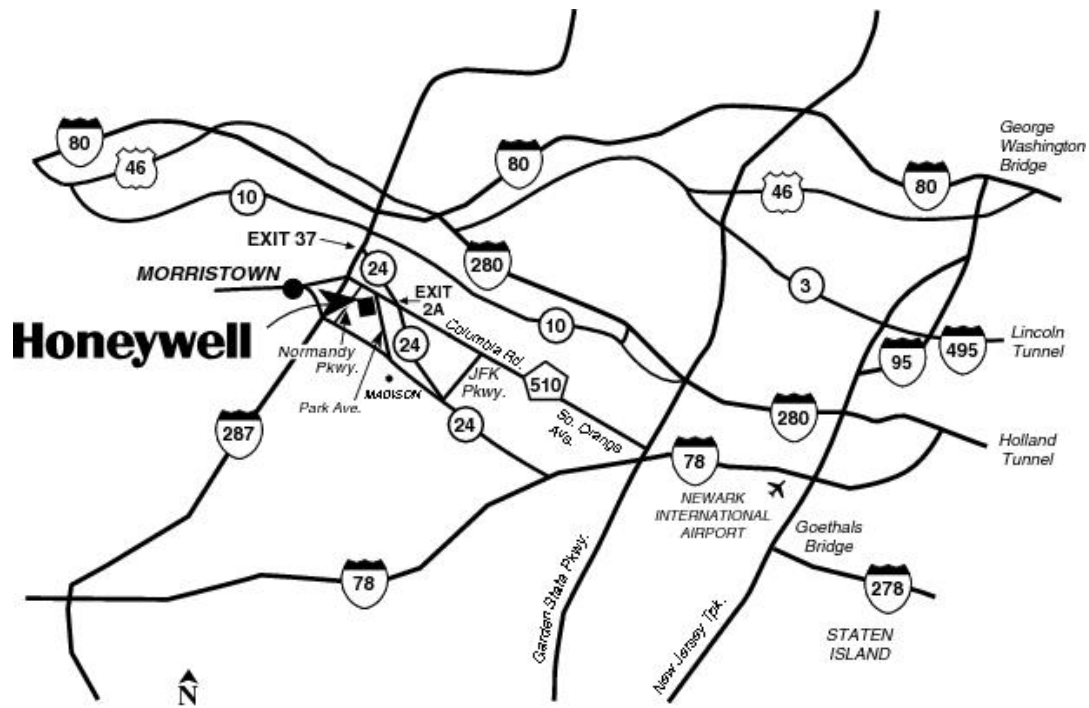 80
46
George
Washington
Bridge
80
80
46
10
EXIT 37
24
280
MORRISTOWN
EXIT
2A
3
Honeywell
Normandy
Pkwy.
24
Columbia Rd.
10
Lincoln
Tunnel
95
495
JFK
Pkwy.
510
MADISON
Park Ave.
So. Orange
Ave.
24
280
287
Holland
Tunnel
78
NEWARK
INTERNATIONAL
AIRPORT
Goethals
Bridge
78
278
Garden State Pkwy.
New Jersey Tpk.
STATEN
ISLAND
N